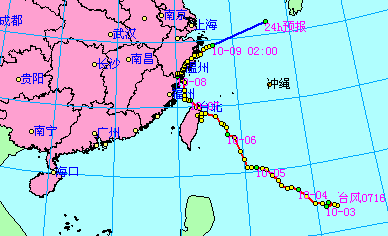 南京
成都
上海
24h预报
武汉
10-09 02:00
长沙
南昌
温州
贵阳
-08
冲绳
福州
台北
南宁
广州
10-06
海口
10-05
10-04
台风0716
10-03